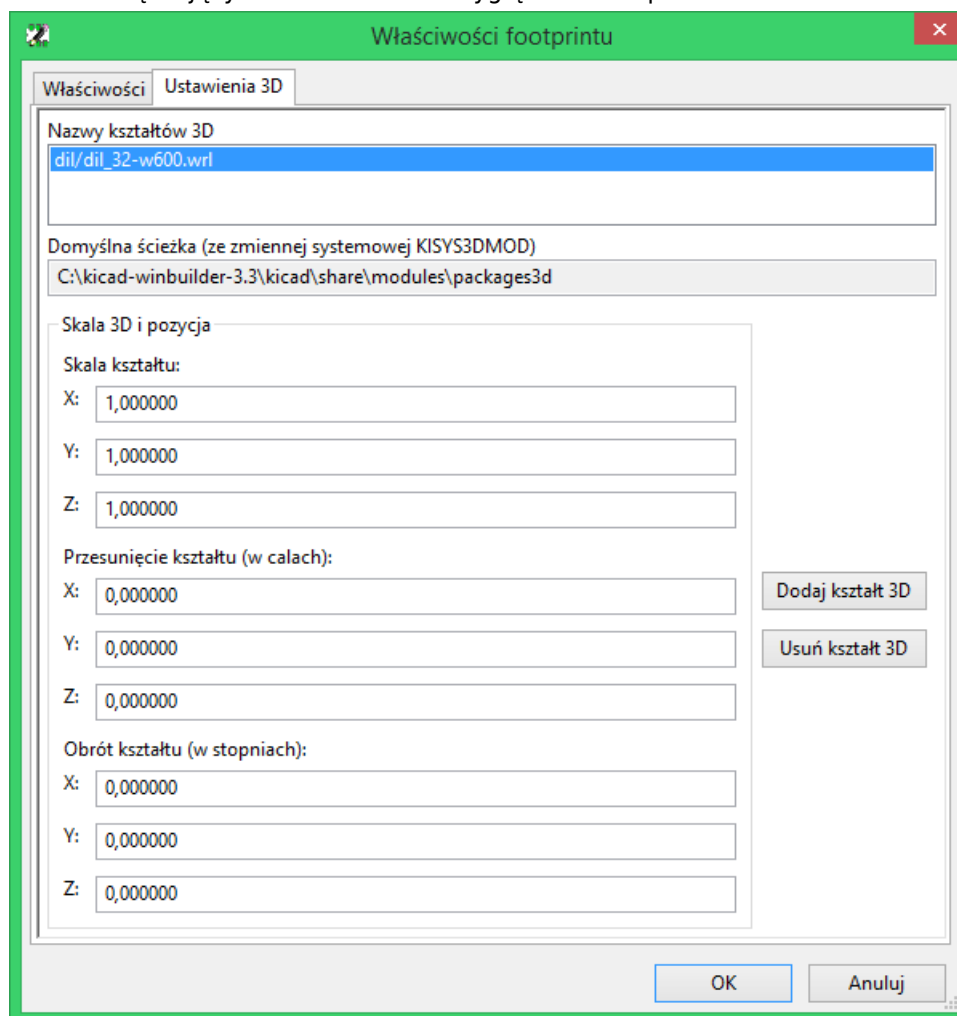 Właściwości footprintu
Właściwości Ustawienia 3D
Nazwy kształtów 3D
dil/dil_32-w600.wrl
Domyślna ścieżka (ze zmiennej systemowej KISYS3DMOD)
C:\kicad-winbuilder-3.3\kicad\share\modules\packages3d
Skala 3D i pozycja
Skala kształtu:
X: 1,000000
Y: 1,000000
Z: 1,000000
Przesunięcie kształtu (w calach):
X: 0,000000
Dodaj kształt 3D
Y: 0,000000
Usuń kształt 3D
Z: 0,000000
Obrót kształtu (w stopniach):
X: 0,000000
Y: 0,000000
Z: 0,000000
OK Anuluj